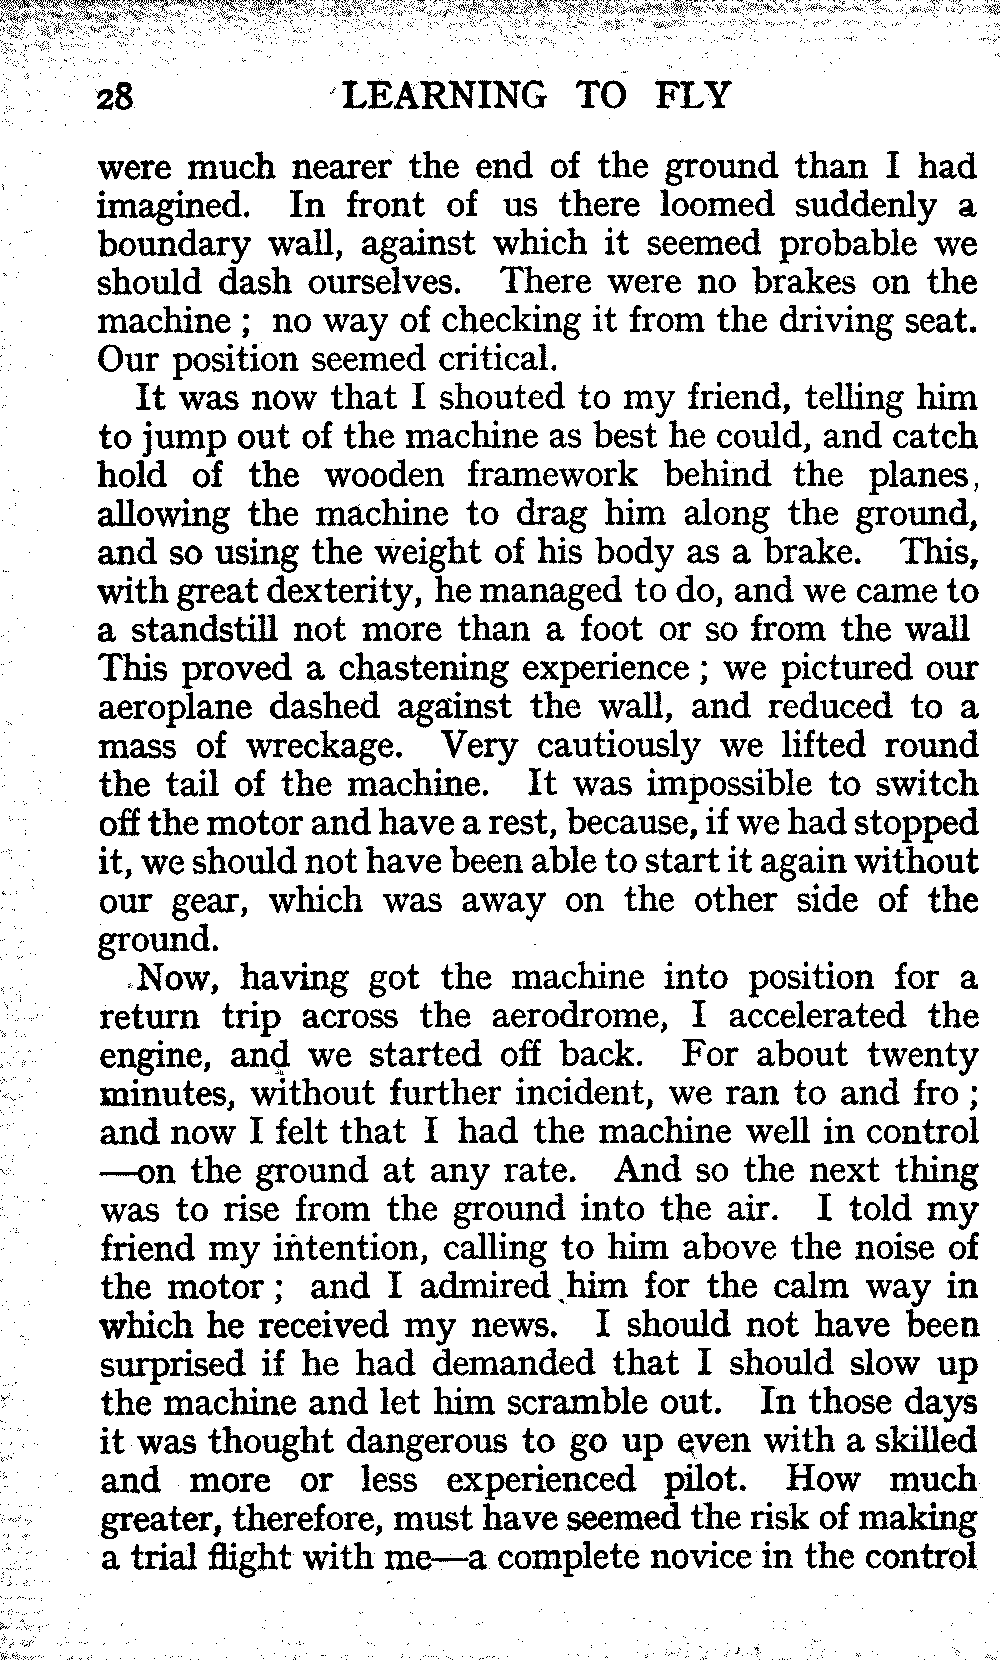 28 LEARNING TO FLY
were much nearer the end of the ground than I had
imagined. In front of us there loomed suddenly a
boundary wall, against which it seemed probable we
should dash ourselves. There were no brakes on the
machine ; no way of checking it from the driving seat.
Our position seemed critical.
It was now that I shouted to my friend, telling him
to jump out of the machine as best he could, and catch
hold of the wooden framework behind the planes,
allowing the machine to drag him along the ground,
and so using the weight of his body as a brake. This,
with great dexterity, he managed to do, and we came to
a standstill not more than a foot or so from the wall
This proved a chastening experience ; we pictured our
aeroplane dashed against the wall, and reduced to a
mass of wreckage. Very cautiously we lifted round
the tail of the machine. It was impossible to switch
off the motor and have a rest, because, if we had stopped
it, we should not have been able to start it again without
our gear, which was away on the other side of the
ground.
Now, having got the machine into position for a
return trip across the aerodrome, I accelerated the
engine, and we started off back. For about twenty
minutes, without further incident, we ran to and fro ;
and now I felt that I had the machine well in control
—on the ground at any rate. And so the next thing
was to rise from the ground into the air. I told my
friend my intention, calling to him above the noise of
the motor ; and I admired him for the calm way in
which he received my news. I should not have been
surprised if he had demanded that I should slow up
the machine and let him scramble out. In those days
it was thought dangerous to go up even with a skilled
and more or less experienced pilot. How much
greater, therefore, must have seemed the risk of making
a trial flight with me—a complete novice in the control